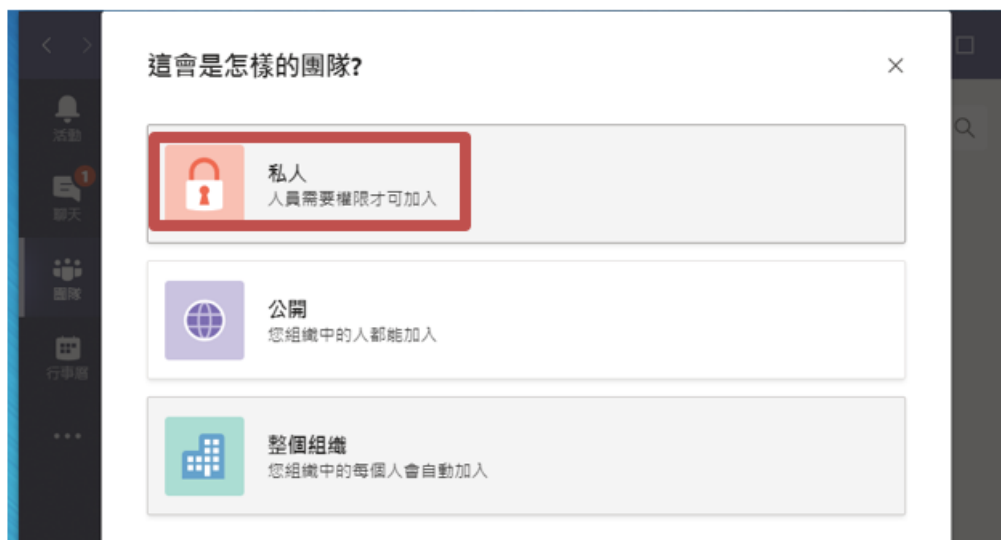 這會是怎樣的團隊?
活動
私人
人員需要權限才可加入
1
聊天
團隊
公開
您組織中的人都能加入
行事曆
整個組織
您組織中的每個人會自動加入